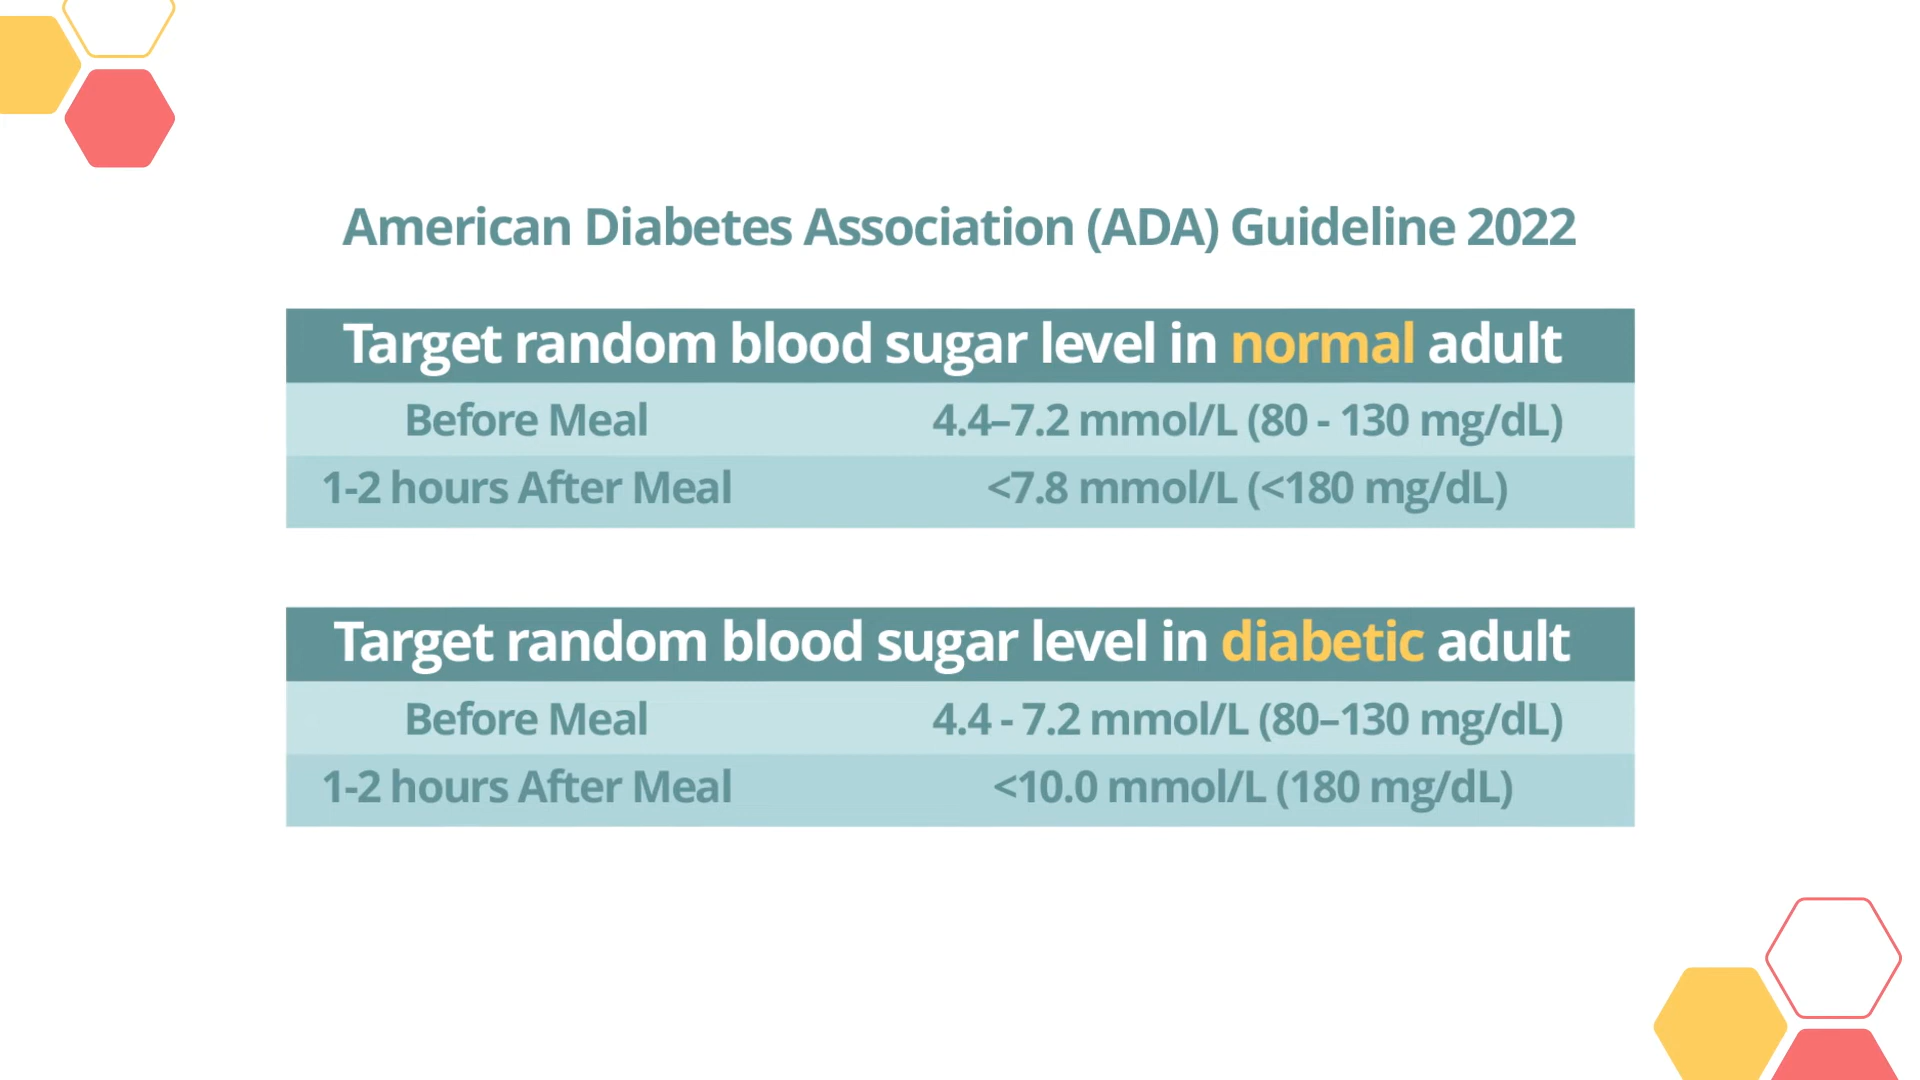 American Diabetes Association (ADA) Guideline 2022
Target random blood sugar level in normal adult
Before Meal 4.4–7.2 mmol/L (80 - 130 mg/dL)
1-2 hours After Meal <7.8 mmol/L (<180 mg/dL)
Target random blood sugar level in diabetic adult
Before Meal 4.4 - 7.2 mmol/L (80–130 mg/dL)
1-2 hours After Meal <10.0 mmol/L (180 mg/dL)